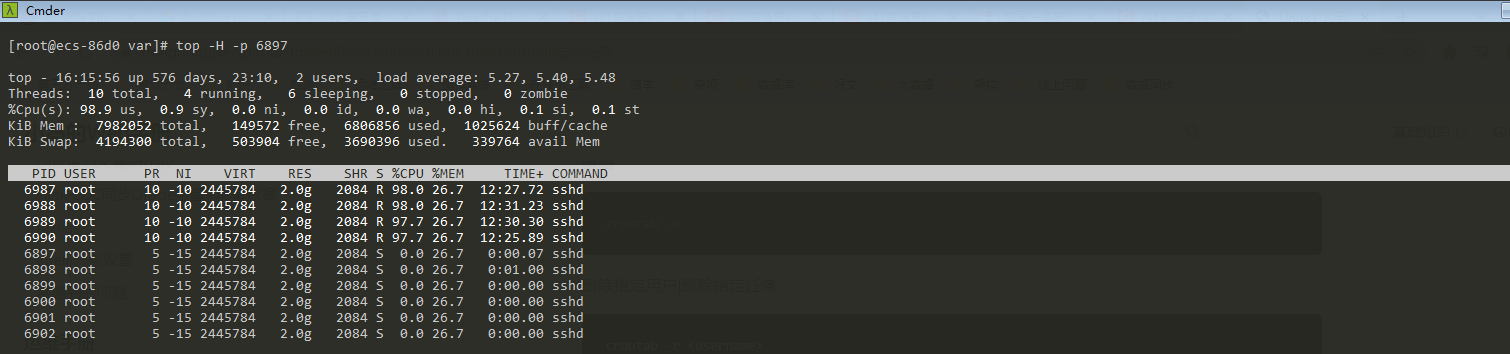 Cmder
[root@ecs-86d0 var]# top -H -p 6897
top - 16:15:56 up 576 days, 23:10,  2 users,  load average: 5.27, 5.40, 5.48
Threads:  10 total,   4 running,   6 sleeping,   0 stopped,   0 zombie
%Cpu(s): 98.9 us,  0.9 sy,  0.0 ni,  0.0 id,  0.0 wa,  0.0 hi,  0.1 si,  0.1 st
KiB Mem :  7982052 total,   149572 free,  6806856 used,  1025624 buff/cache
KiB Swap:  4194300 total,   503904 free,  3690396 used.   339764 avail Mem
PID USER      PR  NI    VIRT    RES    SHR S %CPU %MEM     TIME+ COMMAND
6987 root      10 -10 2445784   2.0g   2084 R 98.0 26.7  12:27.72 sshd
6988 root      10 -10 2445784   2.0g   2084 R 98.0 26.7  12:31.23 sshd
6989 root      10 -10 2445784   2.0g   2084 R 97.7 26.7  12:30.30 sshd
6990 root      10 -10 2445784   2.0g   2084 R 97.7 26.7  12:25.89 sshd
6897 root       5 -15 2445784   2.0g   2084 S  0.0 26.7   0:00.07 sshd
6898 root       5 -15 2445784   2.0g   2084 S  0.0 26.7   0:01.00 sshd
6899 root       5 -15 2445784   2.0g   2084 S  0.0 26.7   0:00.00 sshd
6900 root       5 -15 2445784   2.0g   2084 S  0.0 26.7   0:00.00 sshd
6901 root       5 -15 2445784   2.0g   2084 S  0.0 26.7   0:00.00 sshd
6902 root       5 -15 2445784   2.0g   2084 S  0.0 26.7   0:00.00 sshd